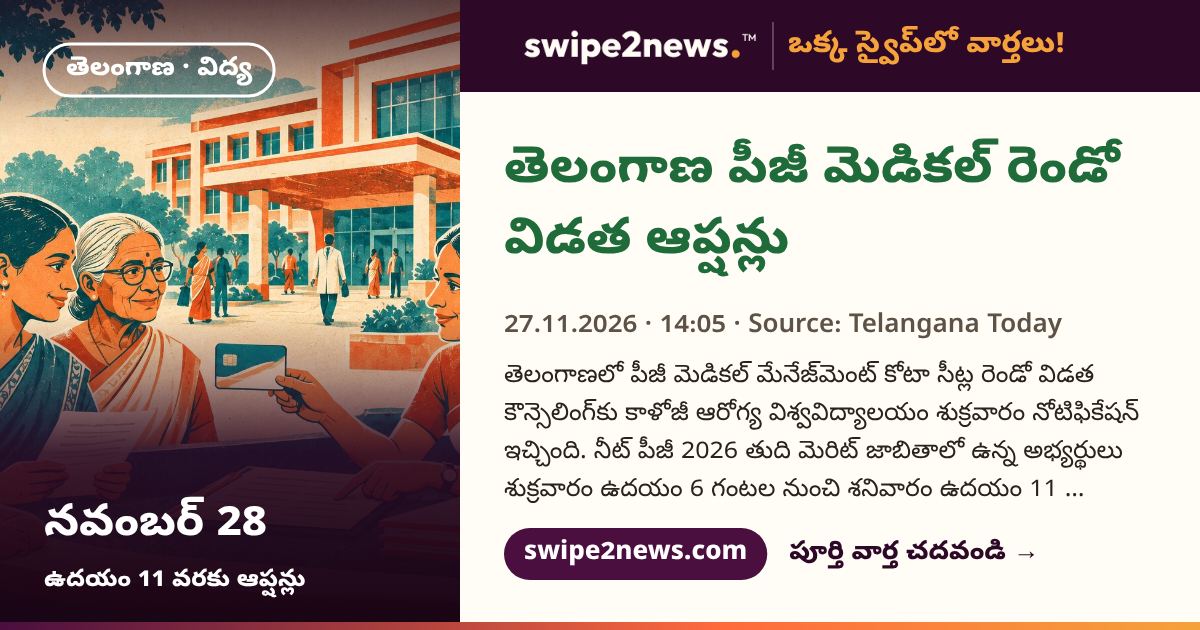 తెలంగాణ · విద్య
swipe2news.™
ఒక్క స్వైప్‌లో వార్తలు!
తెలంగాణ పీజీ మెడికల్ రెండో
విడత ఆప్షన్లు
27.11.2026 · 14:05 · Source: Telangana Today
తెలంగాణలో పీజీ మెడికల్ మేనేజ్‌మెంట్ కోటా సీట్ల రెండో విడత
కౌన్సెలింగ్‌కు కాళోజీ ఆరోగ్య విశ్వవిద్యాలయం శుక్రవారం నోటిఫికేషన్
ఇచ్చింది. నీట్ పీజీ 2026 తుది మెరిట్ జాబితాలో ఉన్న అభ్యర్థులు
శుక్రవారం ఉదయం 6 గంటల నుంచి శనివారం ఉదయం 11 ...
నవంబర్ 28
ఉదయం 11 వరకు ఆప్షన్లు
swipe2news.com
పూర్తి వార్త చదవండి →